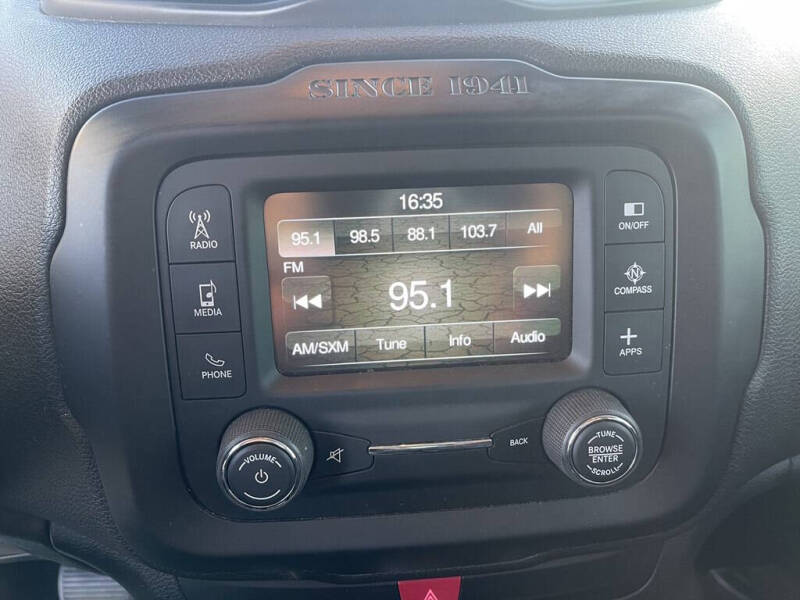 SINCE 1941
16:35
95.1 98.5 88.1 103.7 All
FM
95.1
AM/SXM Tune Info Audio
RADIO
MEDIA
PHONE
ON/OFF
N
COMPASS
APPS
VOLUME
BACK
TUNE
BROWSE
ENTER
SCROLL